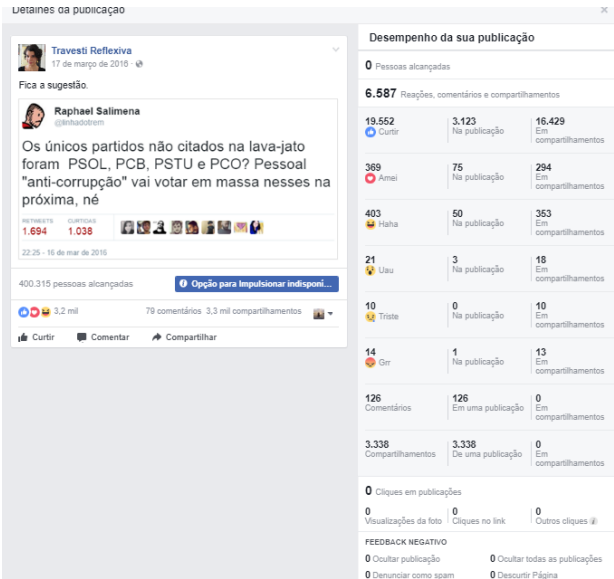 Detalhes da publicação
Travesti Reflexiva
17 de março de 2016 ·
Fica a sugestão.
Raphael Salimena
@linhadotrem
Os únicos partidos não citados na lava-jato
foram PSOL, PCB, PSTU e PCO? Pessoal
"anti-corrupção" vai votar em massa nesses na
próxima, né
RETWEETS CURTIDAS
1.694 1.038
22:25 - 16 de mar de 2016
400.315 pessoas alcançadas
Opção para Impulsionar indisponí...
3,2 mil
79 comentários 3,3 mil compartilhamentos
Curtir Comentar Compartilhar
Desempenho da sua publicação
0 Pessoas alcançadas
6.587 Reações, comentários e compartilhamentos
19.552 3.123 16.429
Curtir Na publicação Em
compartilhamentos
369 75 294
Amei Na publicação Em
compartilhamentos
403 50 353
Haha Na publicação Em
compartilhamentos
21 3 18
Uau Na publicação Em
compartilhamentos
10 0 10
Triste Na publicação Em
compartilhamentos
14 1 13
Grr Na publicação Em
compartilhamentos
126 126 0
Comentários Em uma publicação Em
compartilhamentos
3.338 3.338 0
Compartilhamentos De uma publicação Em
compartilhamentos
0 Cliques em publicações
0 0 0
Visualizações da foto Cliques no link Outros cliques
FEEDBACK NEGATIVO
0 Ocultar publicação 0 Ocultar todas as publicações
0 Denunciar como spam 0 Descurtir Página